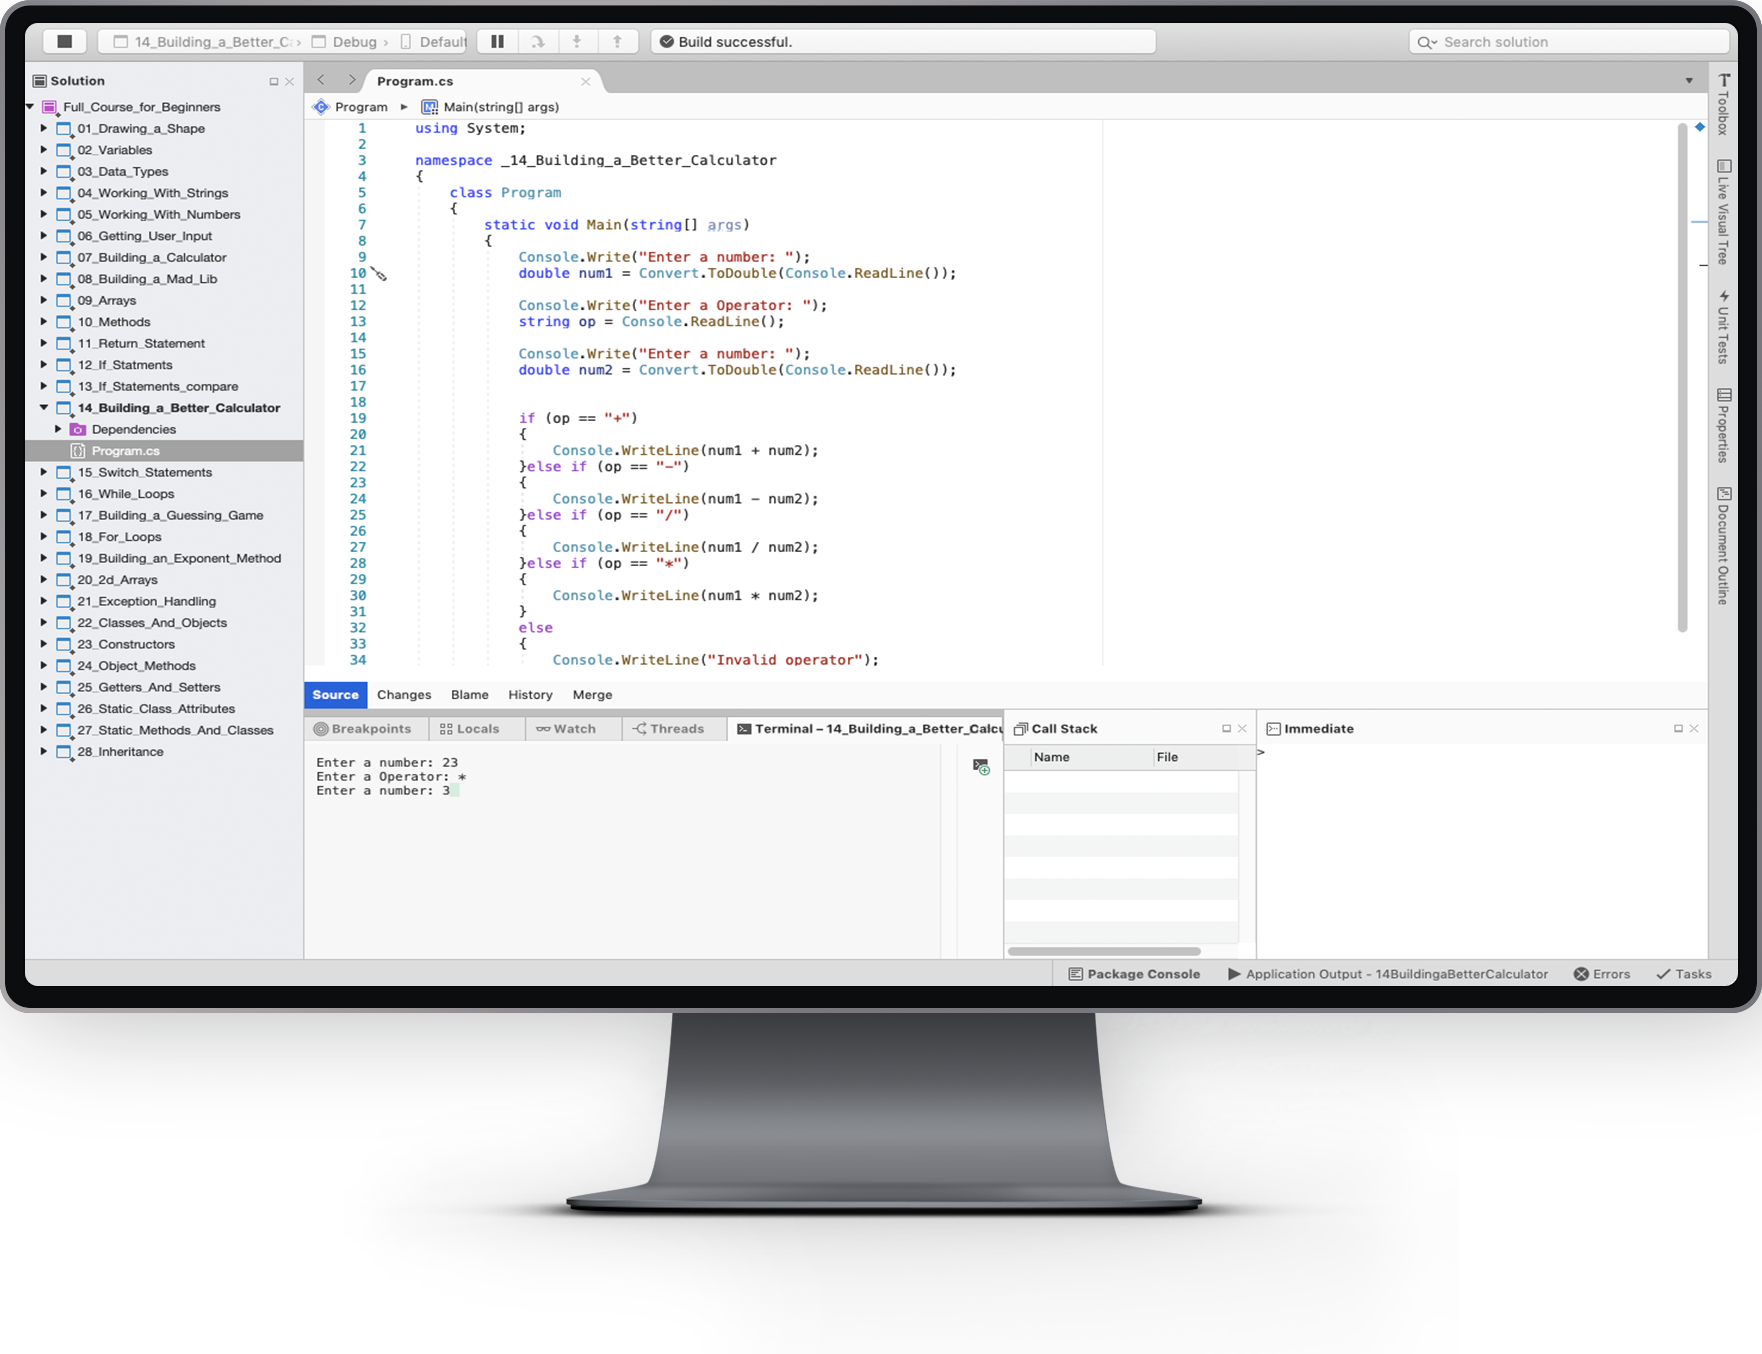 14_Building_a_Better_C › Debug › Default
Build successful.
Search solution
Solution
Full_Course_for_Beginners
01_Drawing_a_Shape
02_Variables
03_Data_Types
04_Working_With_Strings
05_Working_With_Numbers
06_Getting_User_Input
07_Building_a_Calculator
08_Building_a_Mad_Lib
09_Arrays
10_Methods
11_Return_Statement
12_If_Statments
13_If_Statements_compare
14_Building_a_Better_Calculator
Dependencies
Program.cs
15_Switch_Statements
16_While_Loops
17_Building_a_Guessing_Game
18_For_Loops
19_Building_an_Exponent_Method
20_2d_Arrays
21_Exception_Handling
22_Classes_And_Objects
23_Constructors
24_Object_Methods
25_Getters_And_Setters
26_Static_Class_Attributes
27_Static_Methods_And_Classes
28_Inheritance
Program.cs
Program ▸ Main(string[] args)
1 using System;
2
3 namespace _14_Building_a_Better_Calculator
4 {
5 class Program
6 {
7 static void Main(string[] args)
8 {
9 Console.Write("Enter a number: ");
10 double num1 = Convert.ToDouble(Console.ReadLine());
11
12 Console.Write("Enter a Operator: ");
13 string op = Console.ReadLine();
14
15 Console.Write("Enter a number: ");
16 double num2 = Convert.ToDouble(Console.ReadLine());
17
18
19 if (op == "+")
20 {
21 Console.WriteLine(num1 + num2);
22 }else if (op == "-")
23 {
24 Console.WriteLine(num1 - num2);
25 }else if (op == "/")
26 {
27 Console.WriteLine(num1 / num2);
28 }else if (op == "*")
29 {
30 Console.WriteLine(num1 * num2);
31 }
32 else
33 {
34 Console.WriteLine("Invalid operator");
Source Changes Blame History Merge
Breakpoints Locals Watch Threads Terminal – 14_Building_a_Better_Calcu
Enter a number: 23
Enter a Operator: *
Enter a number: 3
Call Stack
Name File
Immediate
>
Toolbox
Live Visual Tree
Unit Tests
Properties
Document Outline
Package Console Application Output - 14BuildingaBetterCalculator Errors Tasks